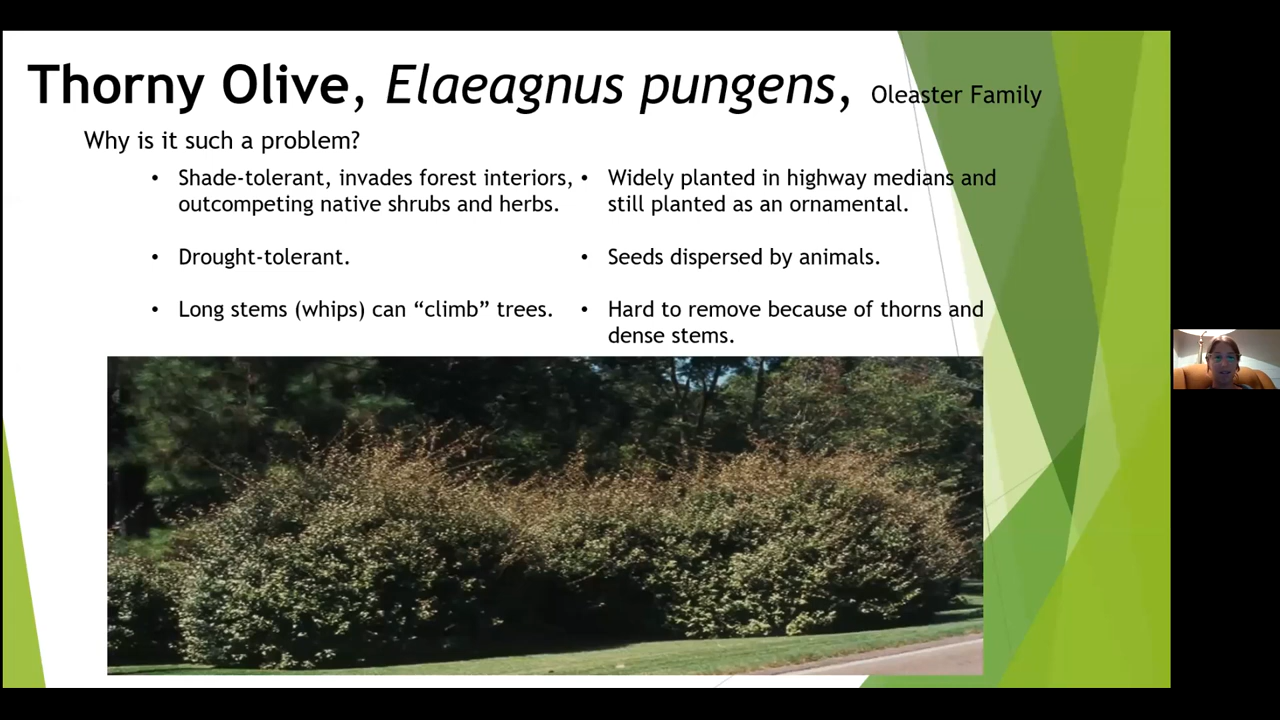 Thorny Olive, Elaeagnus pungens, Oleaster Family
Why is it such a problem?
• Shade-tolerant, invades forest interiors,
outcompeting native shrubs and herbs.
• Drought-tolerant.
• Long stems (whips) can “climb” trees.
• Widely planted in highway medians and
still planted as an ornamental.
• Seeds dispersed by animals.
• Hard to remove because of thorns and
dense stems.